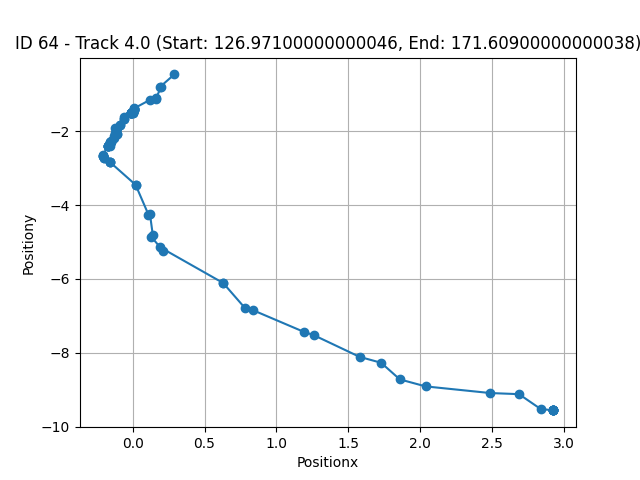 ID 64 - Track 4.0 (Start: 126.97100000000046, End: 171.60900000000038)
−2
−4
−6
−8
−10
Positiony
0.0 0.5 1.0 1.5 2.0 2.5 3.0
Positionx